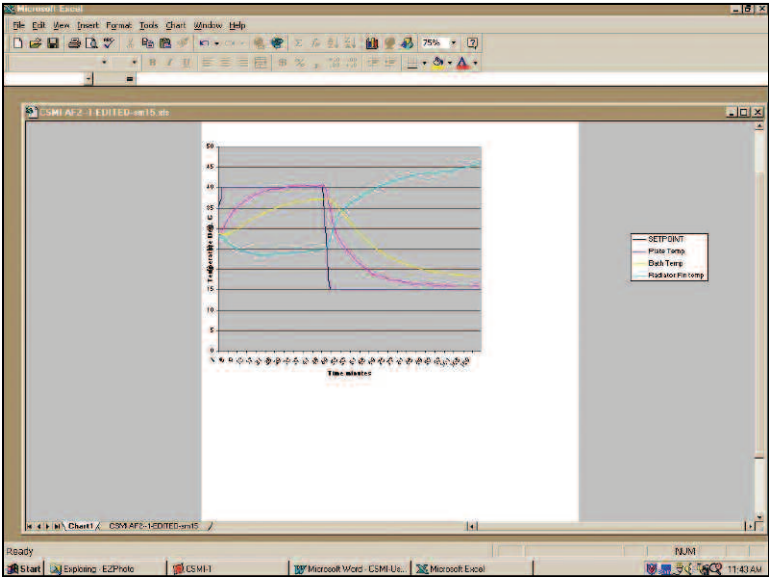 Microsoft Excel
File Edit View Insert Format Tools Chart Window Help
75%
=
CSMI-AF2--1-EDITED-sm15.xls
50
45
40
35
30
25
20
15
10
5
0
Temperature Deg. C
Time minutes
SETPOINT
Plate Temp
Bath Temp
Radiator Fin temp
Chart1 CSMI-AF2--1-EDITED-sm15
Ready NUM
Start Exploring - EZPhoto CSMI-1 Microsoft Word - CSMI-Us... Microsoft Excel 11:43 AM